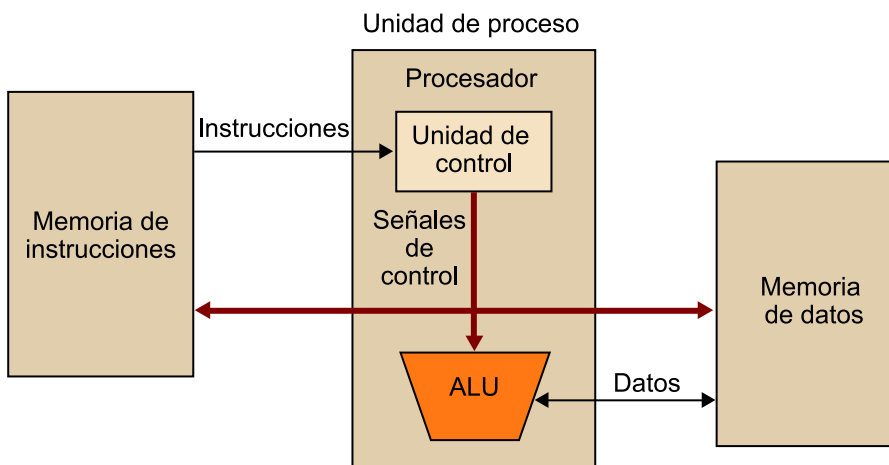 Unidad de proceso
Procesador
Instrucciones
Unidad de
control
Memoria de
instrucciones
Señales
de
control
Memoria
de datos
ALU
Datos